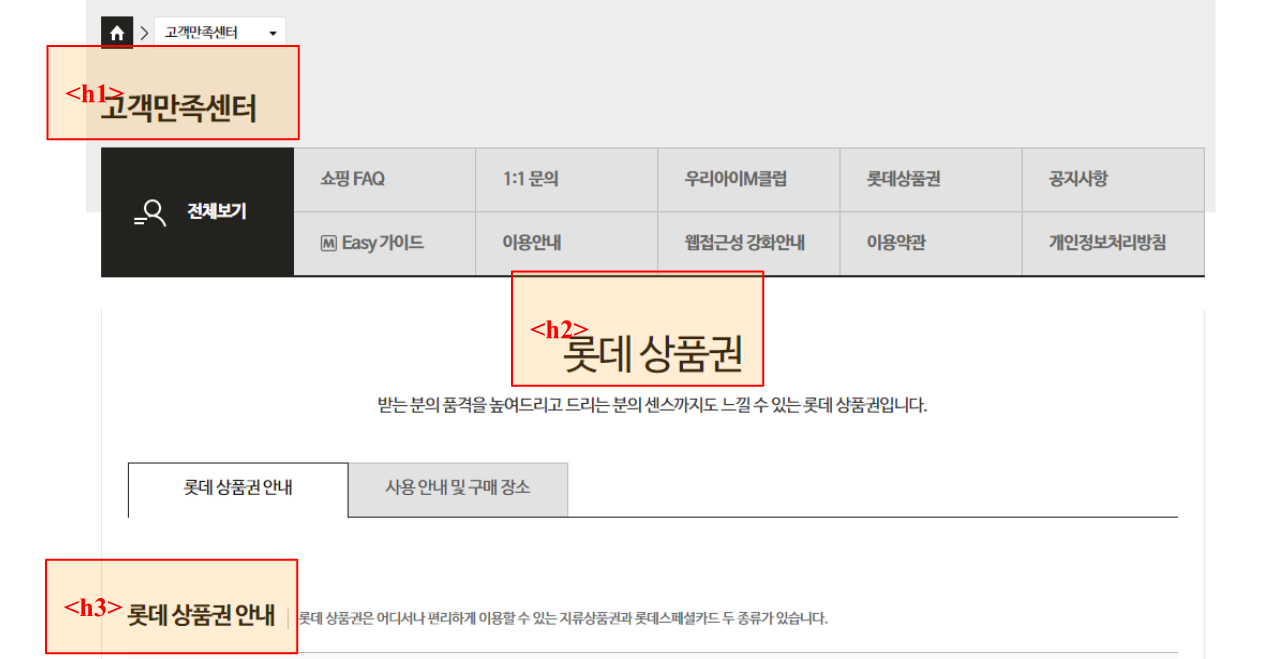 고객만족센터
<h1>
고객만족센터
전체보기
쇼핑 FAQ 1:1 문의 우리아이M클럽 롯데상품권 공지사항
M Easy 가이드 이용안내 웹접근성 강화안내 이용약관 개인정보처리방침
<h2>
롯데 상품권
받는 분의 품격을 높여드리고 드리는 분의 센스까지도 느낄 수 있는 롯데 상품권입니다.
롯데 상품권 안내 사용 안내 및 구매 장소
<h3> 롯데 상품권 안내 롯데 상품권은 어디서나 편리하게 이용할 수 있는 지류상품권과 롯데스페셜카드 두 종류가 있습니다.